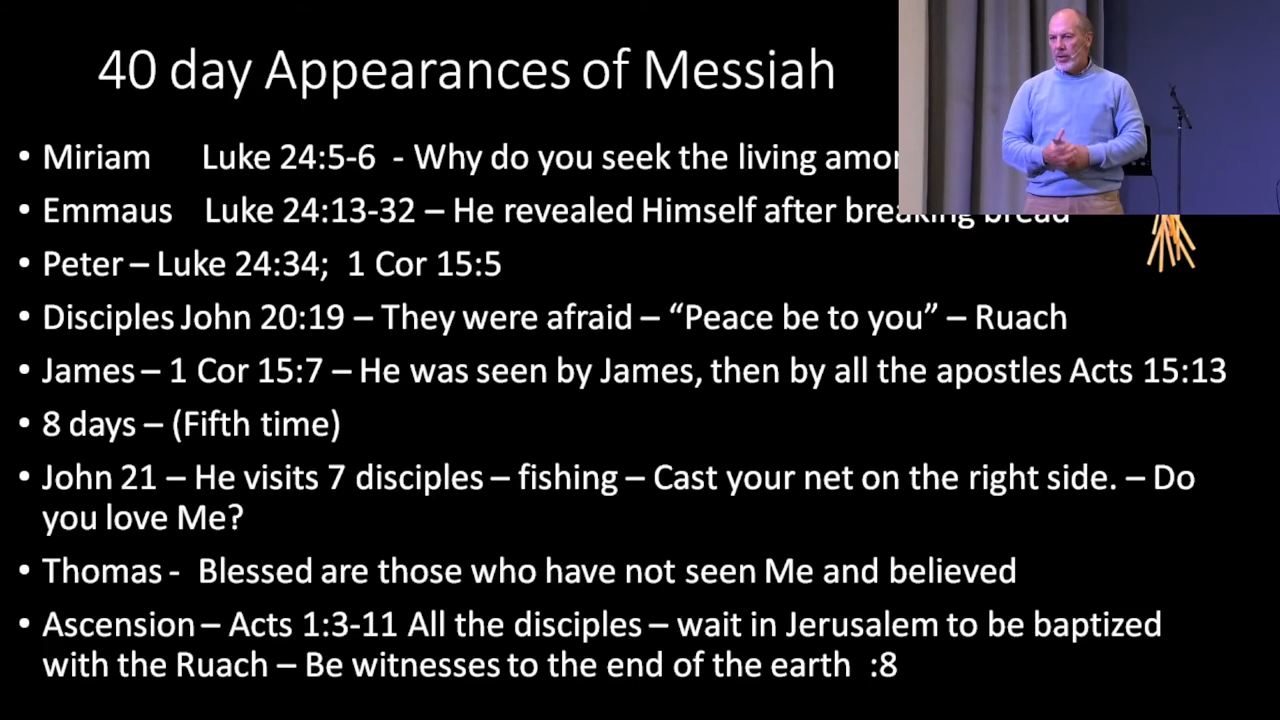 40 day Appearances of Messiah
• Miriam Luke 24:5-6 - Why do you seek the living
• Emmaus Luke 24:13-32 – He revealed Himself after breaking bread
• Peter – Luke 24:34; 1 Cor 15:5
• Disciples John 20:19 – They were afraid – “Peace be to you” – Ruach
• James – 1 Cor 15:7 – He was seen by James, then by all the apostles Acts 15:13
• 8 days – (Fifth time)
• John 21 – He visits 7 disciples – fishing – Cast your net on the right side. – Do
you love Me?
• Thomas - Blessed are those who have not seen Me and believed
• Ascension – Acts 1:3-11 All the disciples – wait in Jerusalem to be baptized
with the Ruach – Be witnesses to the end of the earth :8